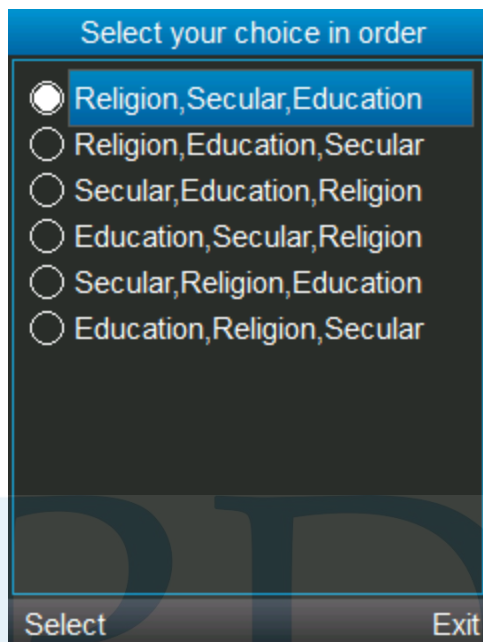 Select your choice in order
Religion,Secular,Education
Religion,Education,Secular
Secular,Education,Religion
Education,Secular,Religion
Secular,Religion,Education
Education,Religion,Secular
Select Exit